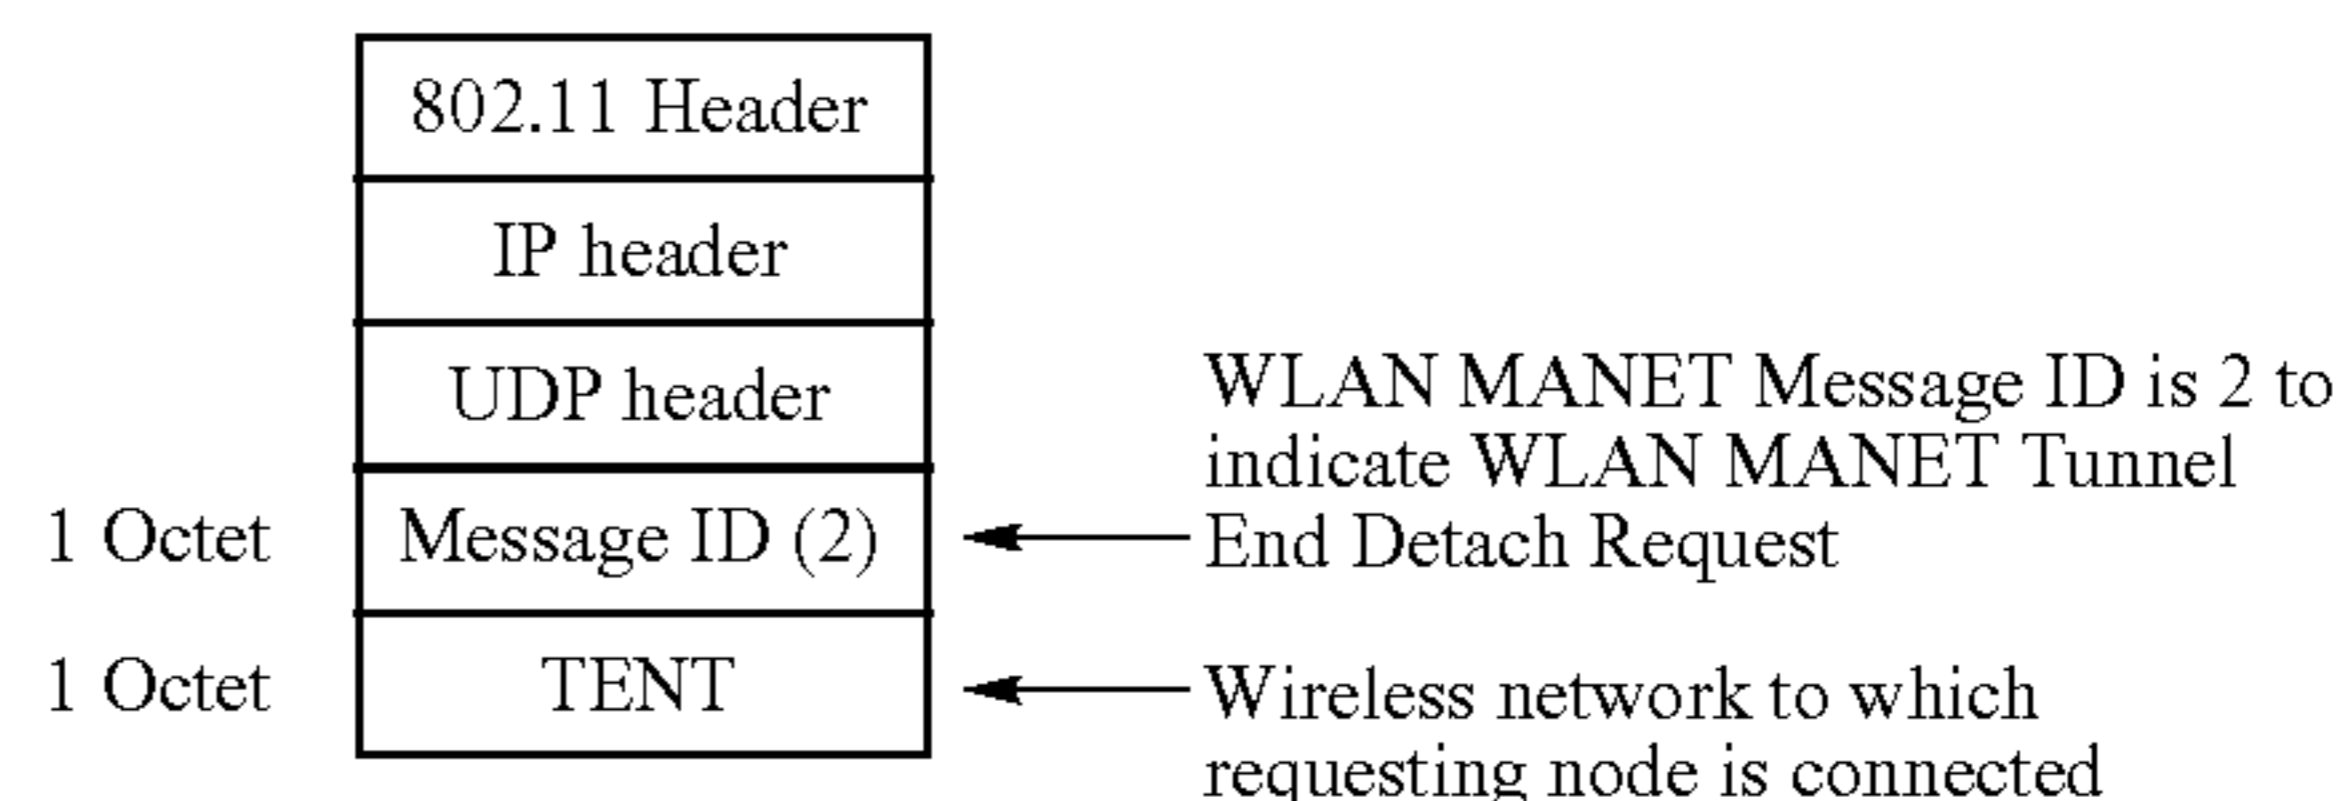 802.11 Header
IP header
UDP header
WLAN MANET Message ID is 2 to
indicate WLAN MANET Tunnel
End Detach Request
1 Octet
Message ID (2)
1 Octet
TENT
Wireless network to which
requesting node is connected